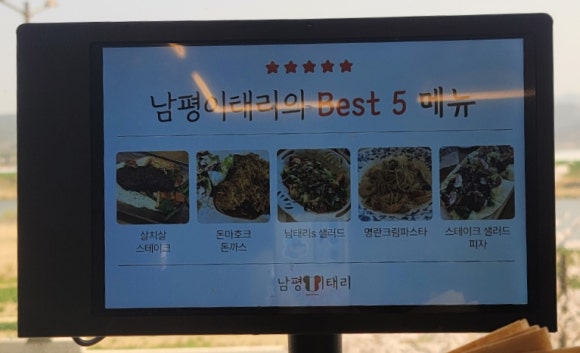 남평이태리의 Best 5 메뉴
살치살
스테이크
돈마호크
돈까스
남태리s 샐러드
명란크림파스타
스테이크 샐러드
피자
남평이태리